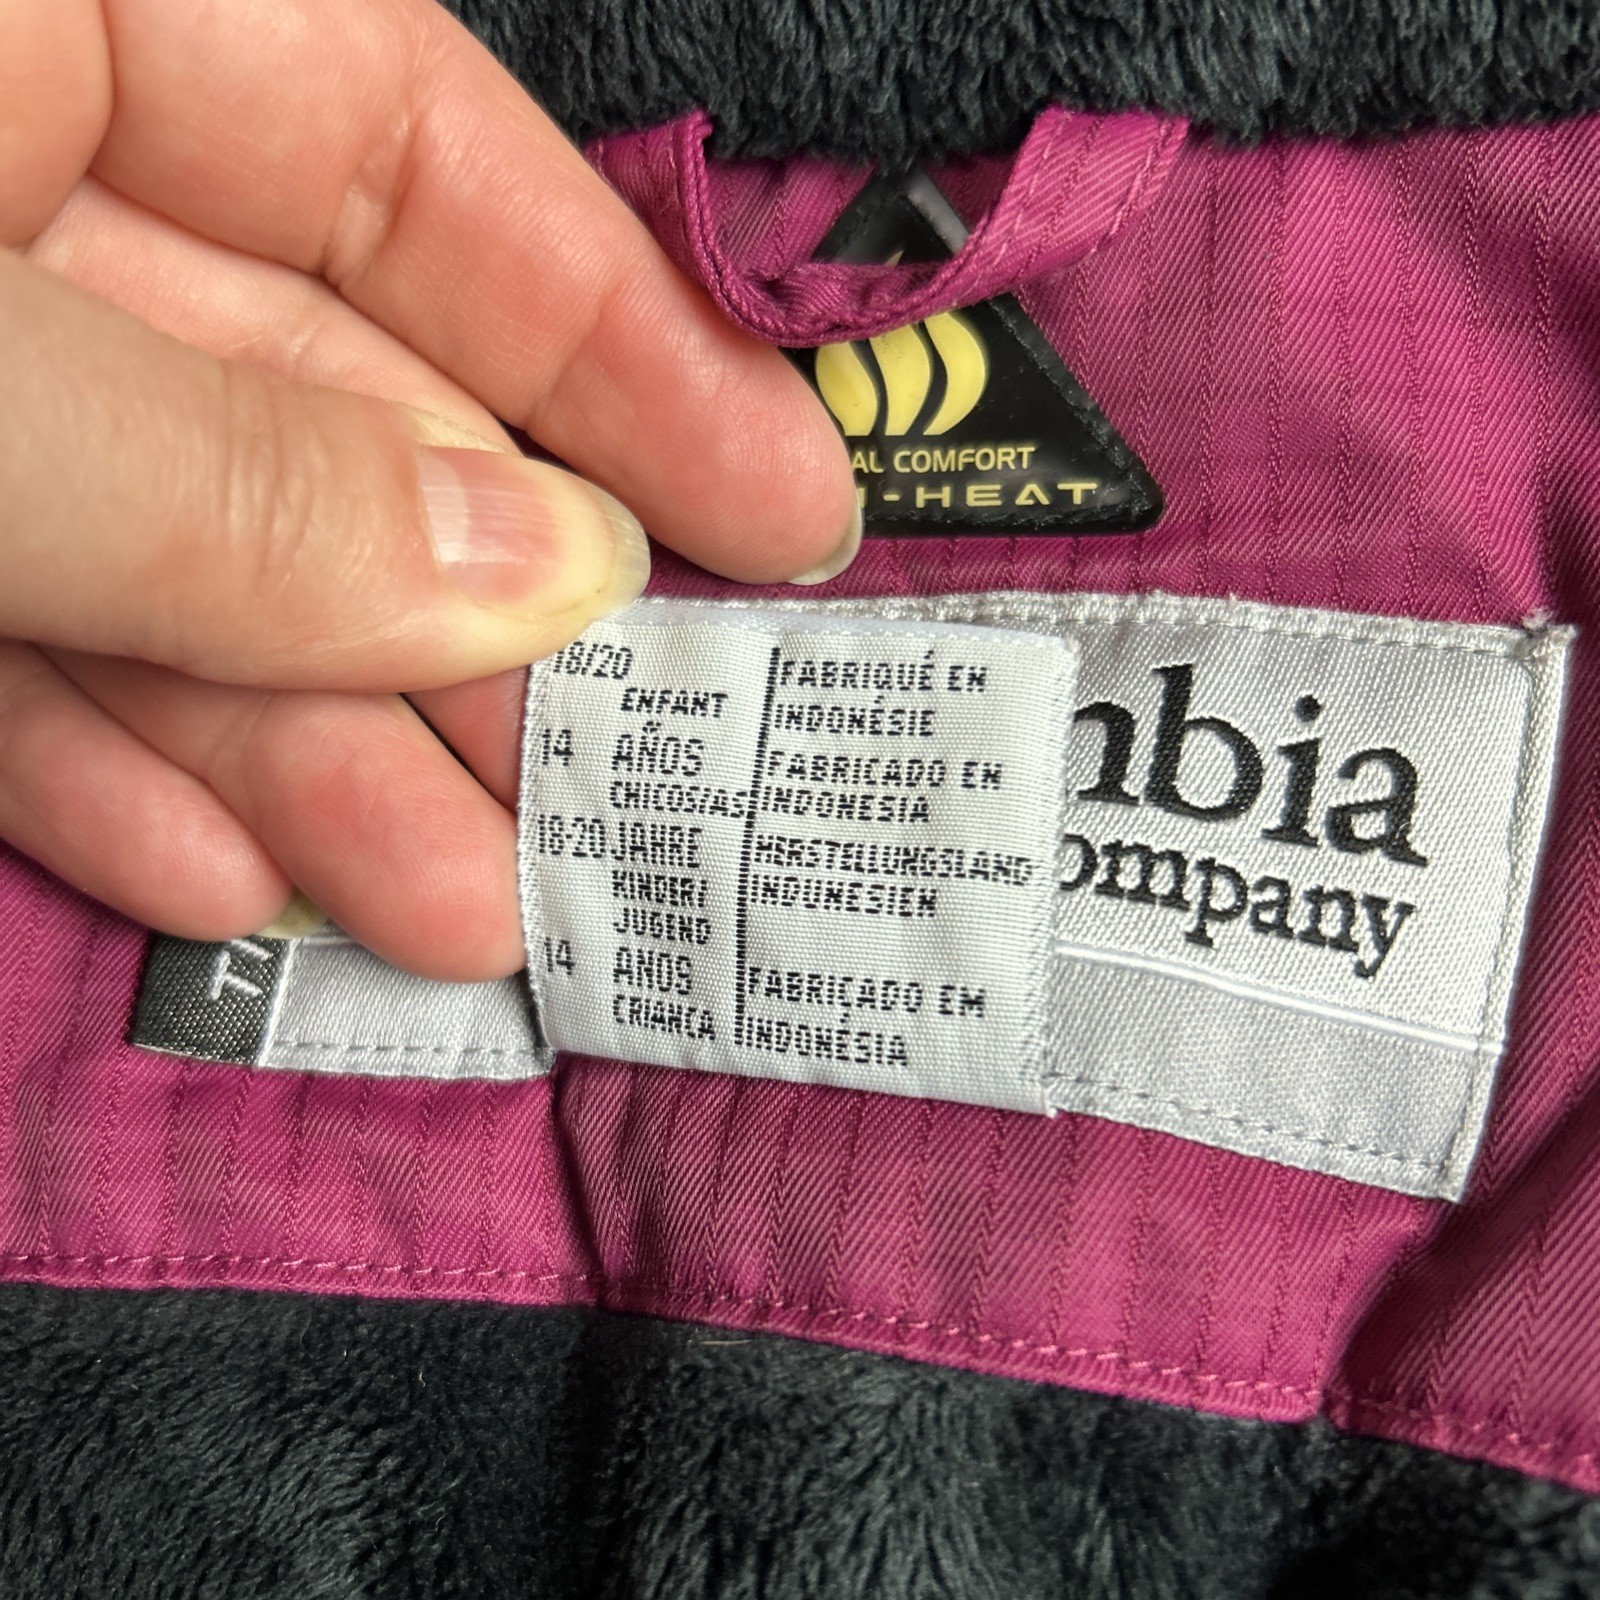 AL COMFORT
I-HEAT
18/20
ENFANT
14 AÑOS
CHICOS/AS
18-20 JAHRE
KINDER/
JUGEND
14 ANOS
CRIANCA
FABRIQUÉ EN
INDONÉSIE
FABRICADO EN
INDONESIA
HERSTELLUNGSLAND
INDUNESIEN
FABRIÇADO EM
INDONÉSIA
mbia
ompany